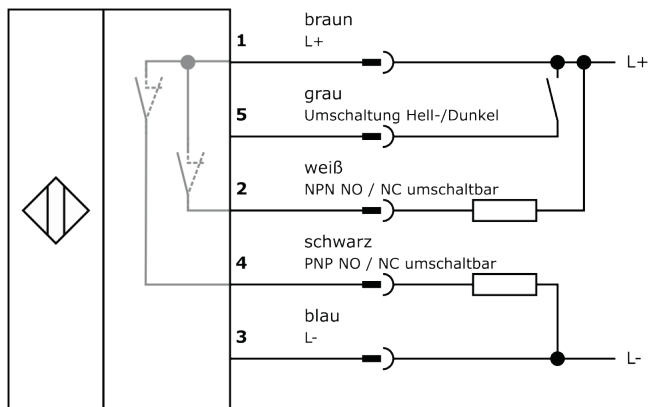 braun
1 L+ L+
grau
5 Umschaltung Hell-/Dunkel
weiß
2 NPN NO / NC umschaltbar
schwarz
4 PNP NO / NC umschaltbar
blau
3 L- L-